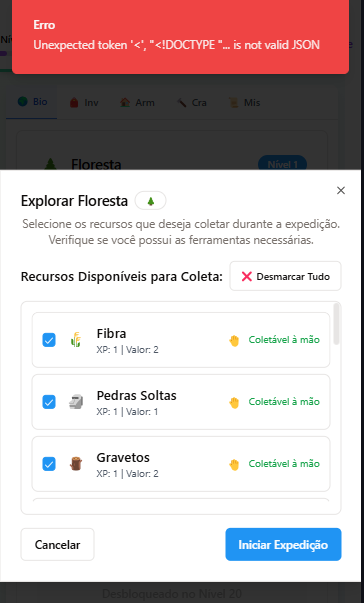 Erro
Unexpected token '<', "<!DOCTYPE "... is not valid JSON
Bio Inv Arm Cra Mis
Floresta Nível 1
Explorar Floresta
Selecione os recursos que deseja coletar durante a expedição.
Verifique se você possui as ferramentas necessárias.
Recursos Disponíveis para Coleta: Desmarcar Tudo
Fibra
XP: 1 | Valor: 2
Coletável à mão
Pedras Soltas
XP: 1 | Valor: 1
Coletável à mão
Gravetos
XP: 1 | Valor: 2
Coletável à mão
Cancelar Iniciar Expedição
Desbloqueado no Nível 20